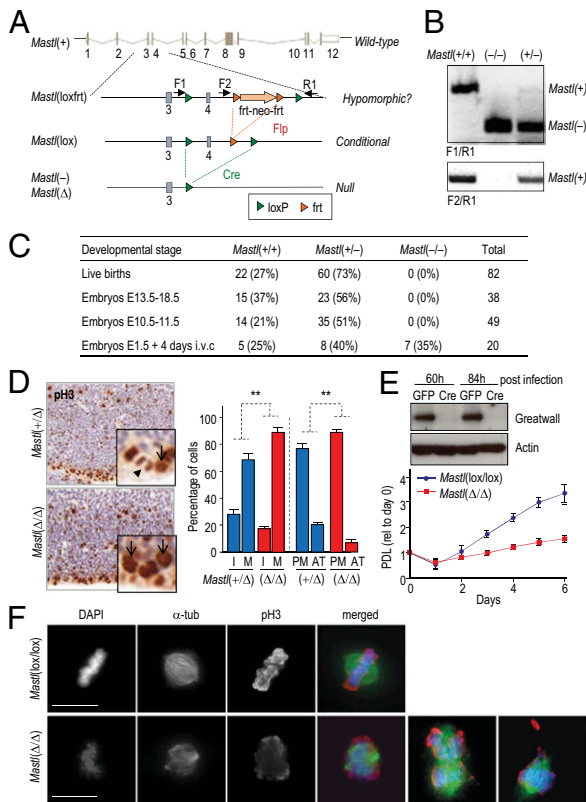 A
Mastl(+)
Wild-type
1 2 3 4 5 6 7 8 9 10 11 12
F1 F2 R1
Mastl(loxfrt)
Hypomorphic?
3 4 frt-neo-frt
Flp
Mastl(lox)
Conditional
3 4
Cre
Mastl(–)
Mastl(Δ)
Null
3
loxP frt
B
Mastl(+/+) (–/–) (+/–)
Mastl(+)
Mastl(–)
F1/R1
Mastl(+)
F2/R1
C
Developmental stage Mastl(+/+) Mastl(+/–) Mastl(–/–) Total
Live births 22 (27%) 60 (73%) 0 (0%) 82
Embryos E13.5-18.5 15 (37%) 23 (56%) 0 (0%) 38
Embryos E10.5-11.5 14 (21%) 35 (51%) 0 (0%) 49
Embryos E1.5 + 4 days i.v.c 5 (25%) 8 (40%) 7 (35%) 20
D
pH3
Mastl(+/Δ)
Mastl(Δ/Δ)
** **
Percentage of cells
100
80
60
40
20
0
I M I M PM AT PM AT
Mastl(+/Δ) (Δ/Δ) (+/Δ) (Δ/Δ)
E
60h 84h post infection
GFP Cre GFP Cre
Greatwall
Actin
Mastl(lox/lox)
Mastl(Δ/Δ)
PDL (rel to day 0)
4
3
2
1
0
0 2 4 6
Days
F
DAPI α-tub pH3 merged
Mastl(lox/lox)
Mastl(Δ/Δ)